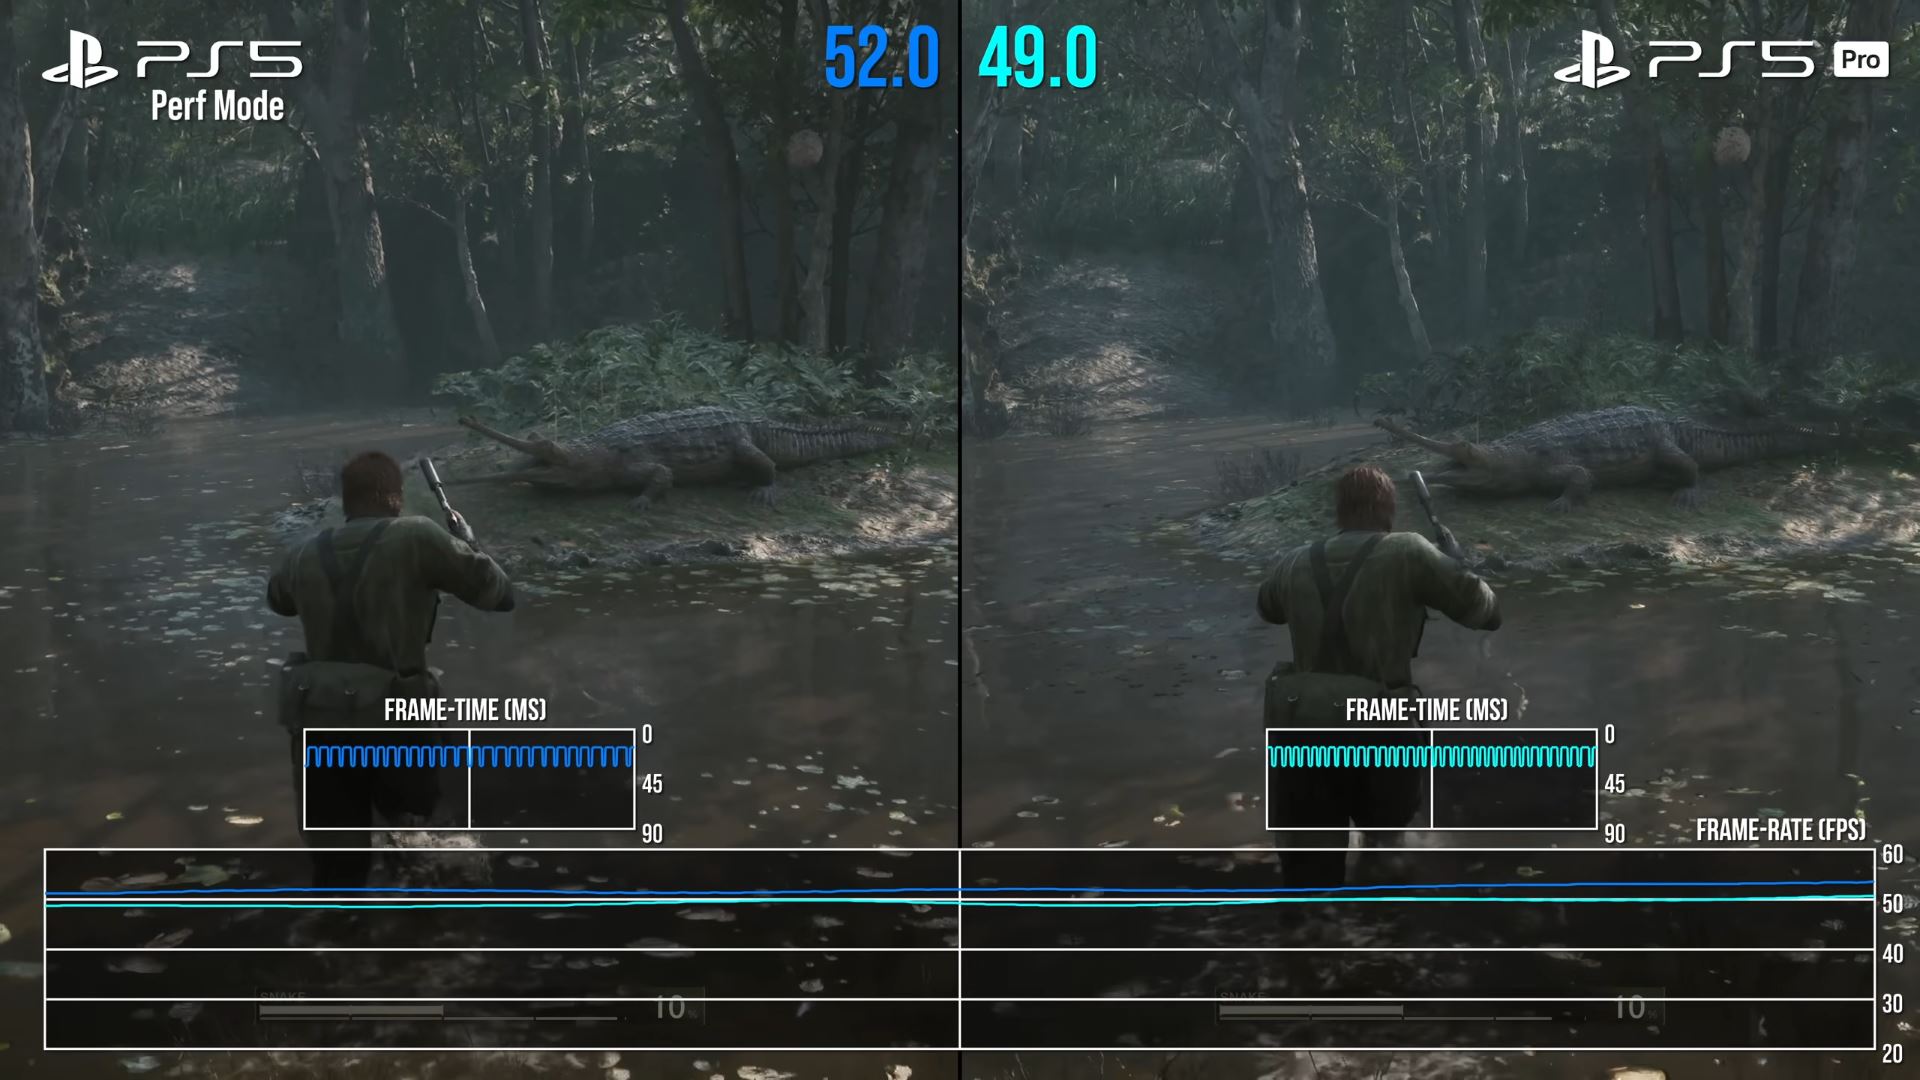 PS5
Perf Mode
52.0
49.0
PS5 Pro
FRAME-TIME (MS)
0
45
90
FRAME-TIME (MS)
0
45
90
FRAME-RATE (FPS)
60
50
40
30
20
SNAKE
10%
SNAKE
10%